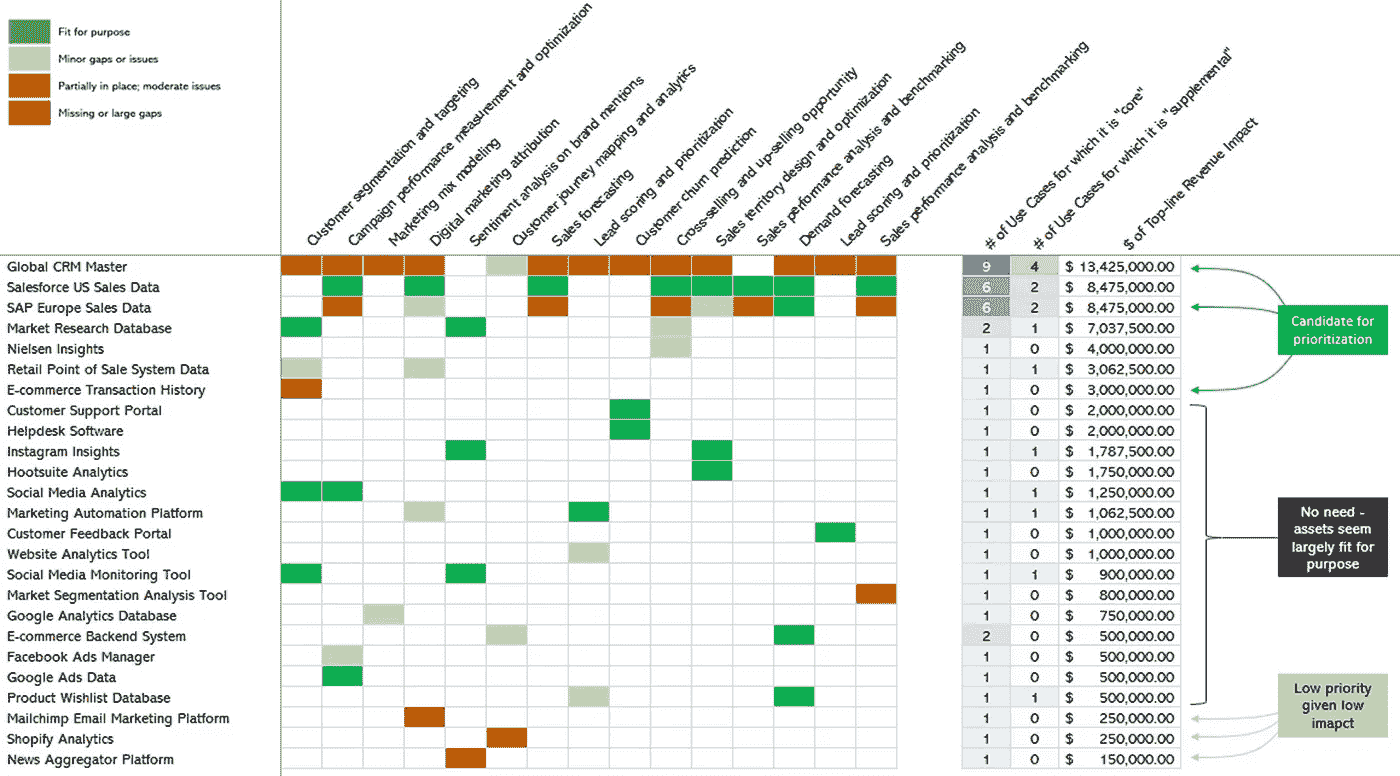 Fit for purpose
Minor gaps or issues
Partially in place; moderate issues
Missing or large gaps
Customer segmentation and targeting
Campaign performance measurement and optimization
Marketing mix modeling
Digital marketing attribution
Sentiment analysis on brand mentions
Customer journey mapping and analytics
Sales forecasting
Lead scoring and prioritization
Customer churn prediction
Cross-selling and up-selling opportunity
Sales territory design and optimization
Sales performance analysis and benchmarking
Demand forecasting
Lead scoring and prioritization
Sales performance analysis and benchmarking
# of Use Cases for which it is "core"
# of Use Cases for which it is "supplemental"
$ of Top-line Revenue Impact
Global CRM Master 9 4 $ 13,425,000.00
Salesforce US Sales Data 6 2 $ 8,475,000.00
SAP Europe Sales Data 6 2 $ 8,475,000.00
Market Research Database 2 1 $ 7,037,500.00
Nielsen Insights 1 0 $ 4,000,000.00
Retail Point of Sale System Data 1 1 $ 3,062,500.00
E-commerce Transaction History 1 0 $ 3,000,000.00
Customer Support Portal 1 0 $ 2,000,000.00
Helpdesk Software 1 0 $ 2,000,000.00
Instagram Insights 1 1 $ 1,787,500.00
Hootsuite Analytics 1 0 $ 1,750,000.00
Social Media Analytics 1 1 $ 1,250,000.00
Marketing Automation Platform 1 1 $ 1,062,500.00
Customer Feedback Portal 1 0 $ 1,000,000.00
Website Analytics Tool 1 0 $ 1,000,000.00
Social Media Monitoring Tool 1 1 $ 900,000.00
Market Segmentation Analysis Tool 1 0 $ 800,000.00
Google Analytics Database 1 0 $ 750,000.00
E-commerce Backend System 2 0 $ 500,000.00
Facebook Ads Manager 1 0 $ 500,000.00
Google Ads Data 1 0 $ 500,000.00
Product Wishlist Database 1 1 $ 500,000.00
Mailchimp Email Marketing Platform 1 0 $ 250,000.00
Shopify Analytics 1 0 $ 250,000.00
News Aggregator Platform 1 0 $ 150,000.00
Candidate for
prioritization
No need -
assets seem
largely fit for
purpose
Low priority
given low
imapct